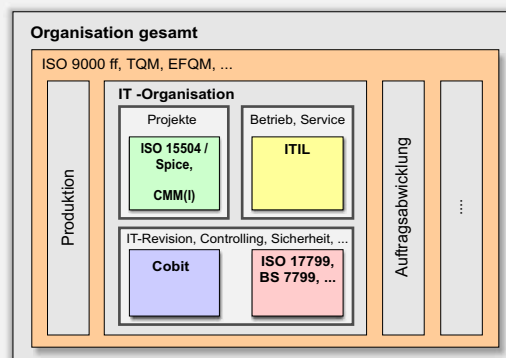 Organisation gesamt
ISO 9000 ff, TQM, EFQM, ...
Produktion
IT -Organisation
Projekte
ISO 15504 /
Spice,
CMM(I)
Betrieb, Service
ITIL
IT-Revision, Controlling, Sicherheit, ...
Cobit
ISO 17799,
BS 7799, ...
Auftragsabwicklung
....